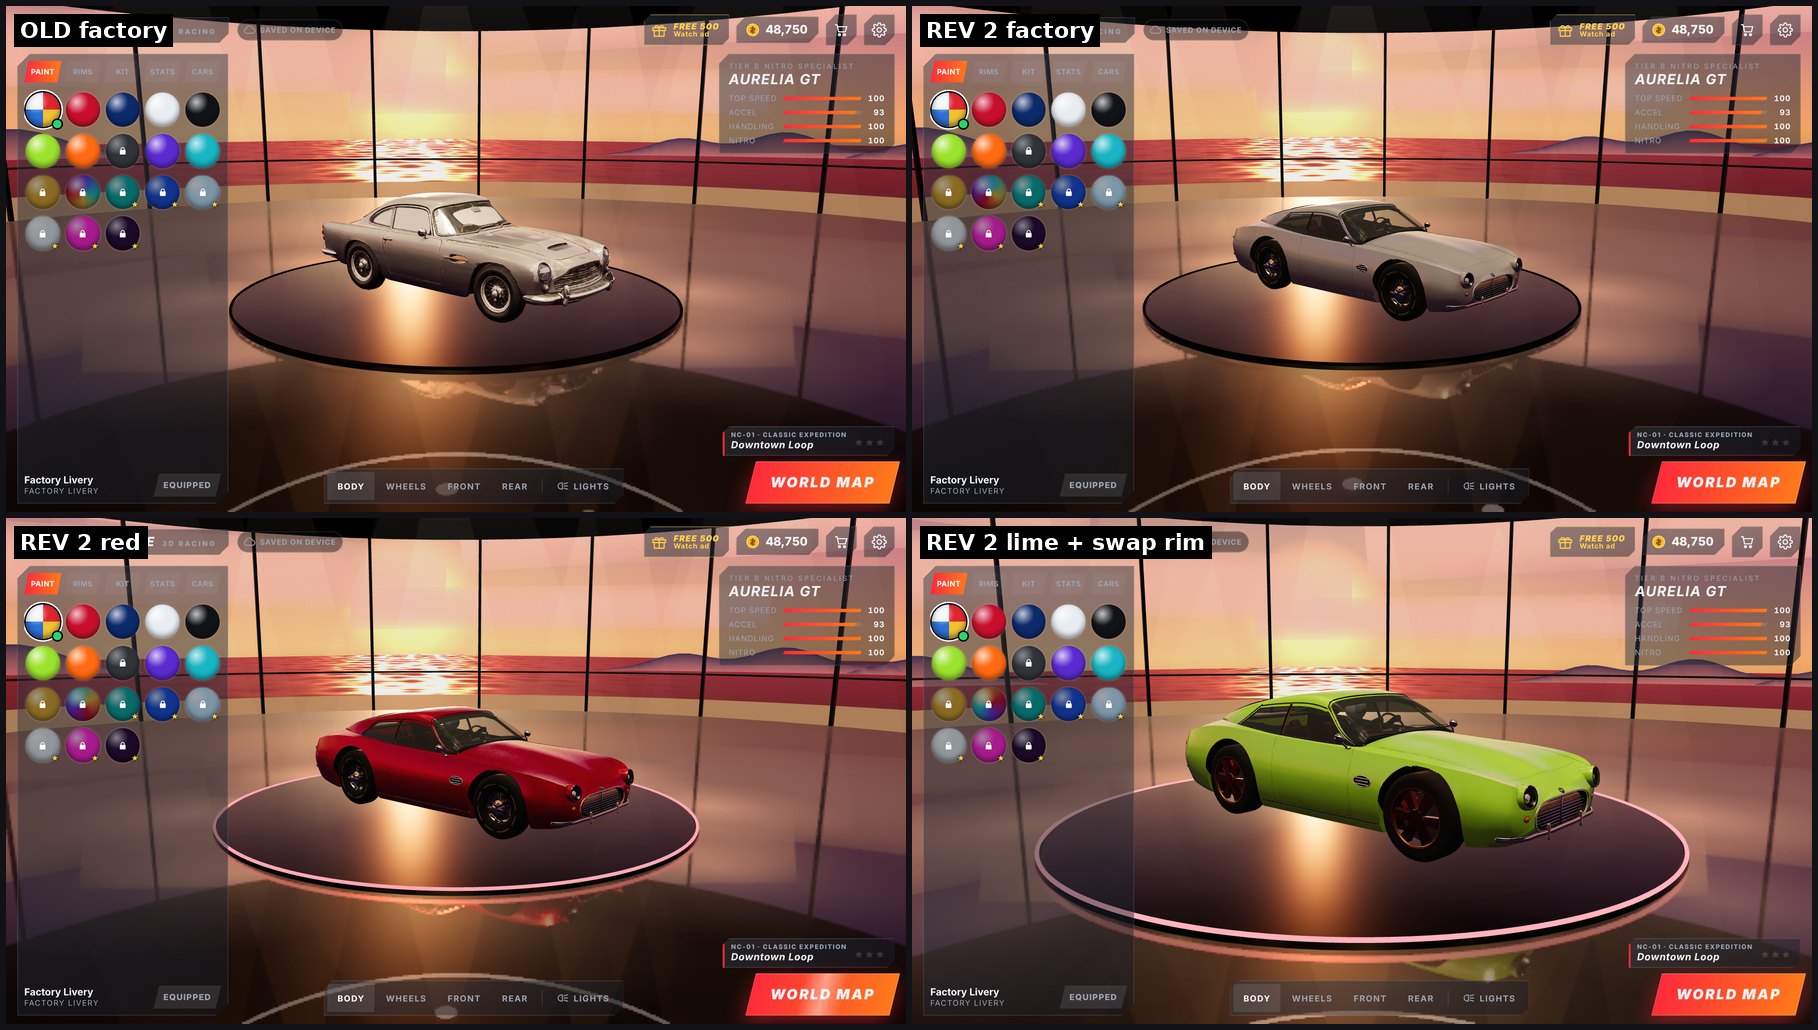 OLD factory
RACING
SAVED ON DEVICE
FREE 500
Watch ad
48,750
PAINT
RIMS
KIT
STATS
CARS
TIER B NITRO SPECIALIST
AURELIA GT
TOP SPEED 100
ACCEL 93
HANDLING 100
NITRO 100
NC-01 · CLASSIC EXPEDITION
Downtown Loop
Factory Livery
FACTORY LIVERY
EQUIPPED
BODY
WHEELS
FRONT
REAR
LIGHTS
WORLD MAP
REV 2 factory
SAVED ON DEVICE
FREE 500
Watch ad
48,750
PAINT
RIMS
KIT
STATS
CARS
TIER B NITRO SPECIALIST
AURELIA GT
TOP SPEED 100
ACCEL 93
HANDLING 100
NITRO 100
NC-01 · CLASSIC EXPEDITION
Downtown Loop
Factory Livery
FACTORY LIVERY
EQUIPPED
BODY
WHEELS
FRONT
REAR
LIGHTS
WORLD MAP
REV 2 red
3D RACING
SAVED ON DEVICE
FREE 500
Watch ad
48,750
PAINT
RIMS
KIT
STATS
CARS
TIER B NITRO SPECIALIST
AURELIA GT
TOP SPEED 100
ACCEL 93
HANDLING 100
NITRO 100
NC-01 · CLASSIC EXPEDITION
Downtown Loop
Factory Livery
FACTORY LIVERY
EQUIPPED
BODY
WHEELS
FRONT
REAR
LIGHTS
WORLD MAP
REV 2 lime + swap rim
DEVICE
FREE 500
Watch ad
48,750
PAINT
RIMS
KIT
STATS
CARS
TIER B NITRO SPECIALIST
AURELIA GT
TOP SPEED 100
ACCEL 93
HANDLING 100
NITRO 100
NC-01 · CLASSIC EXPEDITION
Downtown Loop
Factory Livery
FACTORY LIVERY
EQUIPPED
BODY
WHEELS
FRONT
REAR
LIGHTS
WORLD MAP